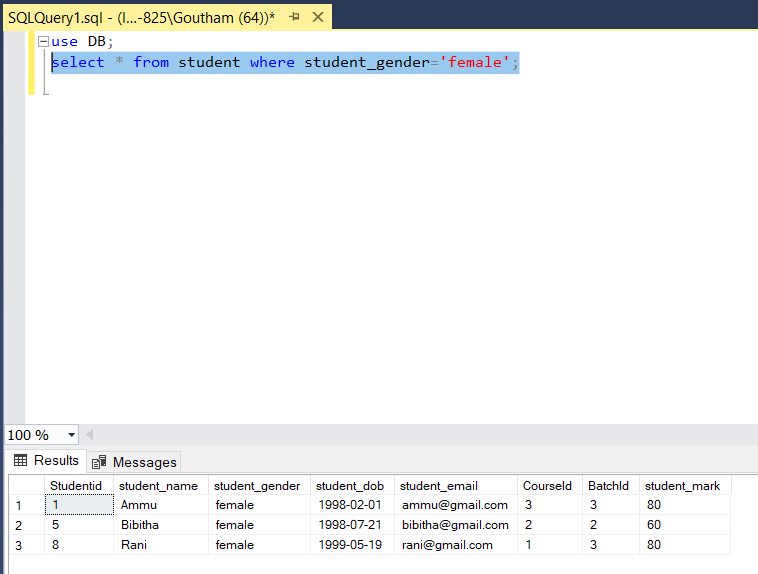 SQLQuery1.sql - (l...-825\Goutham (64))*
use DB;
select * from student where student_gender='female';
100 %
Results Messages
Studentid student_name student_gender student_dob student_email CourseId BatchId student_mark
1 1 Ammu female 1998-02-01 ammu@gmail.com 3 3 80
2 5 Bibitha female 1998-07-21 bibitha@gmail.com 2 2 60
3 8 Rani female 1999-05-19 rani@gmail.com 1 3 80